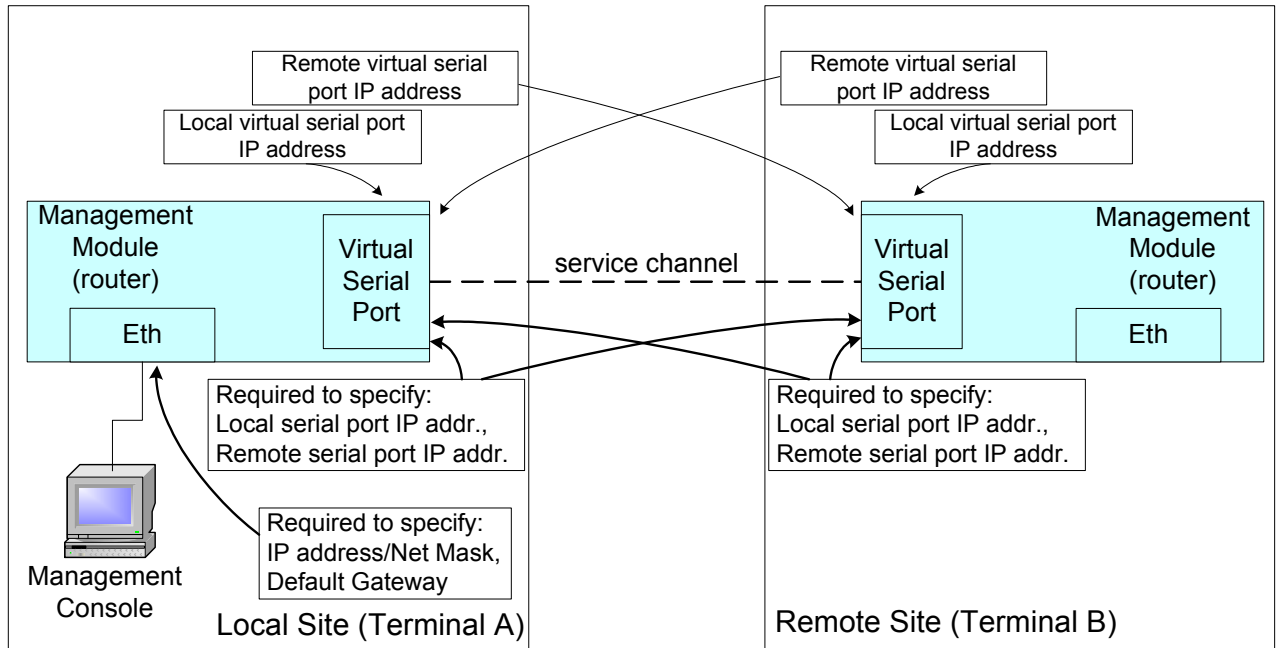 Remote virtual serial
port IP address
Local virtual serial port
IP address
Management
Module
(router)
Virtual
Serial
Port
Eth
Required to specify:
Local serial port IP addr.,
Remote serial port IP addr.
Required to specify:
IP address/Net Mask,
Default Gateway
Management
Console
Local Site (Terminal A)
service channel
Remote virtual serial
port IP address
Local virtual serial port
IP address
Virtual
Serial
Port
Management
Module
(router)
Eth
Required to specify:
Local serial port IP addr.,
Remote serial port IP addr.
Remote Site (Terminal B)